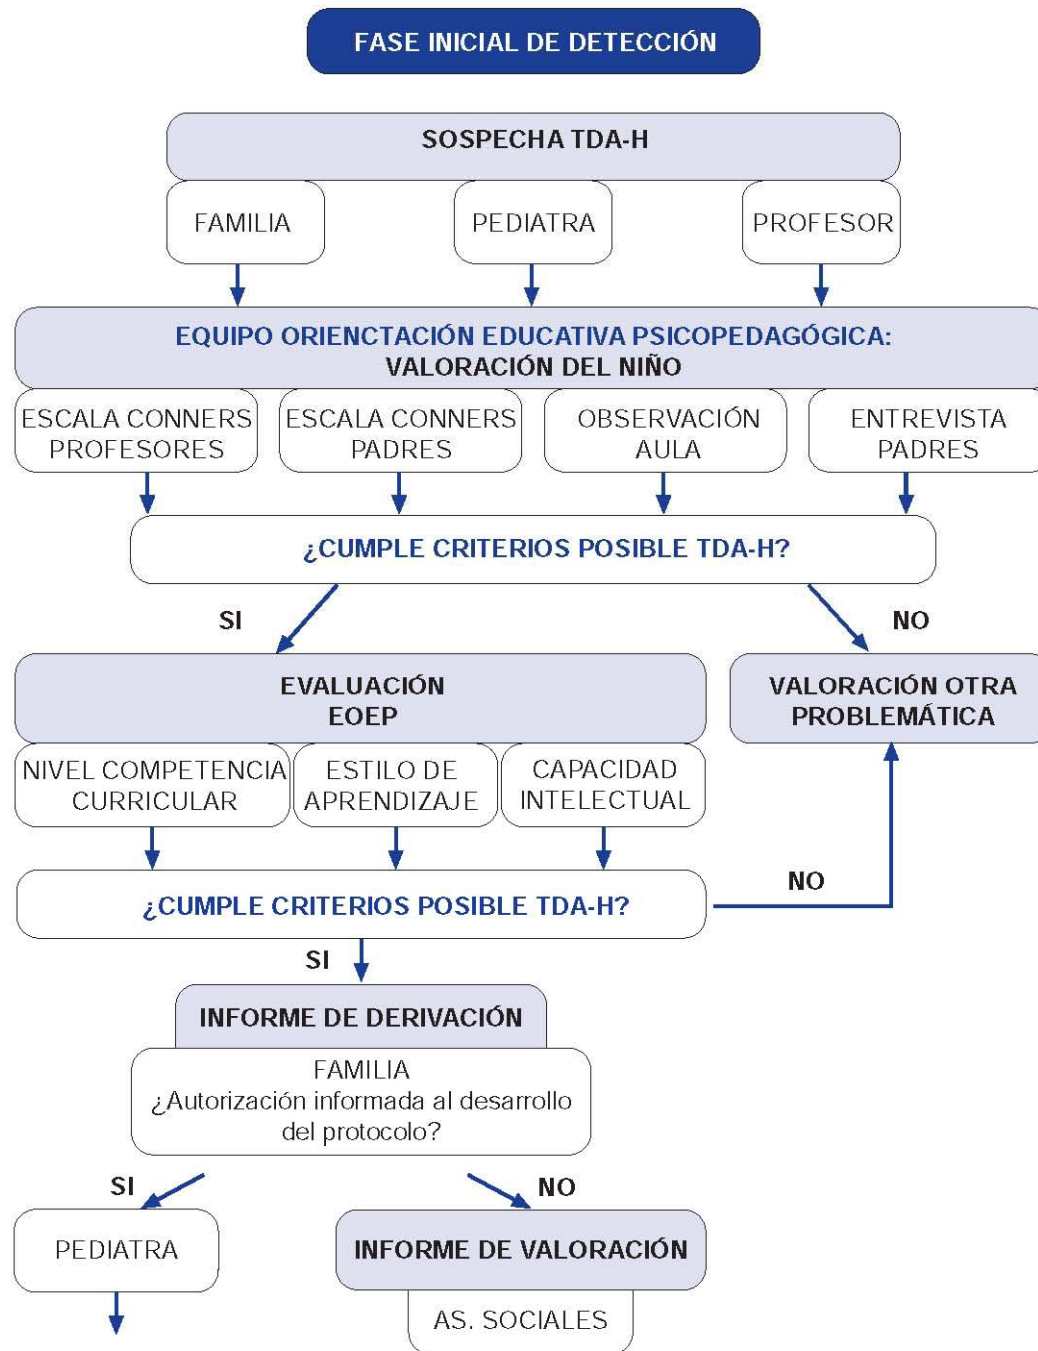 FASE INICIAL DE DETECCIÓN
SOSPECHA TDA-H
FAMILIA
PEDIATRA
PROFESOR
EQUIPO ORIENCTACIÓN EDUCATIVA PSICOPEDAGÓGICA:
VALORACIÓN DEL NIÑO
ESCALA CONNERS
PROFESORES
ESCALA CONNERS
PADRES
OBSERVACIÓN
AULA
ENTREVISTA
PADRES
¿CUMPLE CRITERIOS POSIBLE TDA-H?
SI
NO
EVALUACIÓN
EOEP
VALORACIÓN OTRA
PROBLEMÁTICA
NIVEL COMPETENCIA
CURRICULAR
ESTILO DE
APRENDIZAJE
CAPACIDAD
INTELECTUAL
¿CUMPLE CRITERIOS POSIBLE TDA-H?
NO
SI
INFORME DE DERIVACIÓN
FAMILIA
¿Autorización informada al desarrollo
del protocolo?
SI
NO
PEDIATRA
INFORME DE VALORACIÓN
AS. SOCIALES